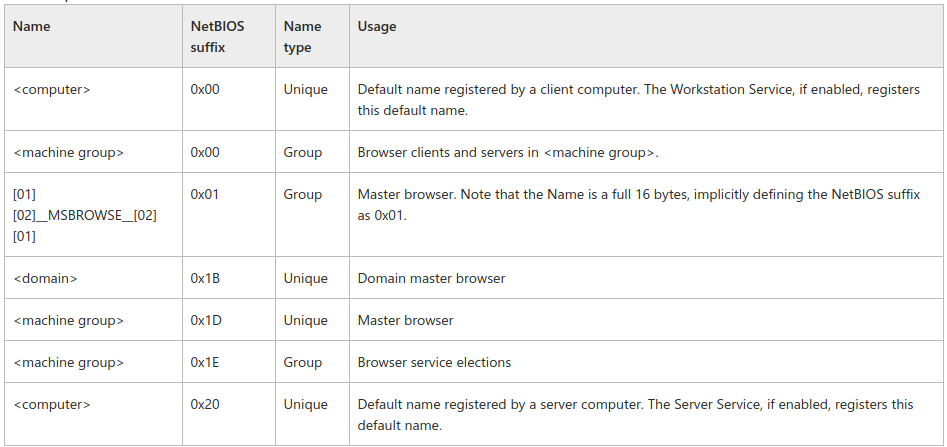 Name
NetBIOS
suffix
Name
type
Usage
<computer>
0x00
Unique
Default name registered by a client computer. The Workstation Service, if enabled, registers
this default name.
<machine group>
0x00
Group
Browser clients and servers in <machine group>.
[01]
[02]__MSBROWSE__[02]
[01]
0x01
Group
Master browser. Note that the Name is a full 16 bytes, implicitly defining the NetBIOS suffix
as 0x01.
<domain>
0x1B
Unique
Domain master browser
<machine group>
0x1D
Unique
Master browser
<machine group>
0x1E
Group
Browser service elections
<computer>
0x20
Unique
Default name registered by a server computer. The Server Service, if enabled, registers this
default name.